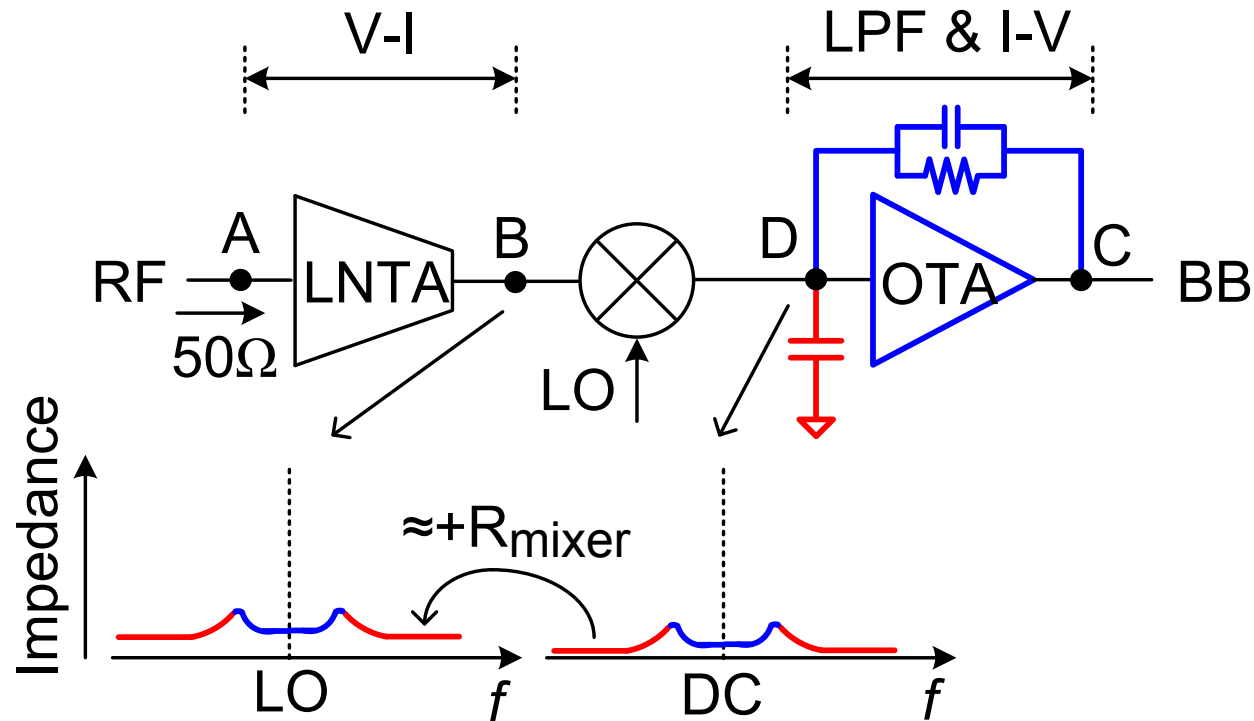 V-I
LPF & I-V
A
B
D
C
RF
LNTA
OTA
BB
50Ω
LO
Impedance
≈+Rmixer
LO
f
DC
f